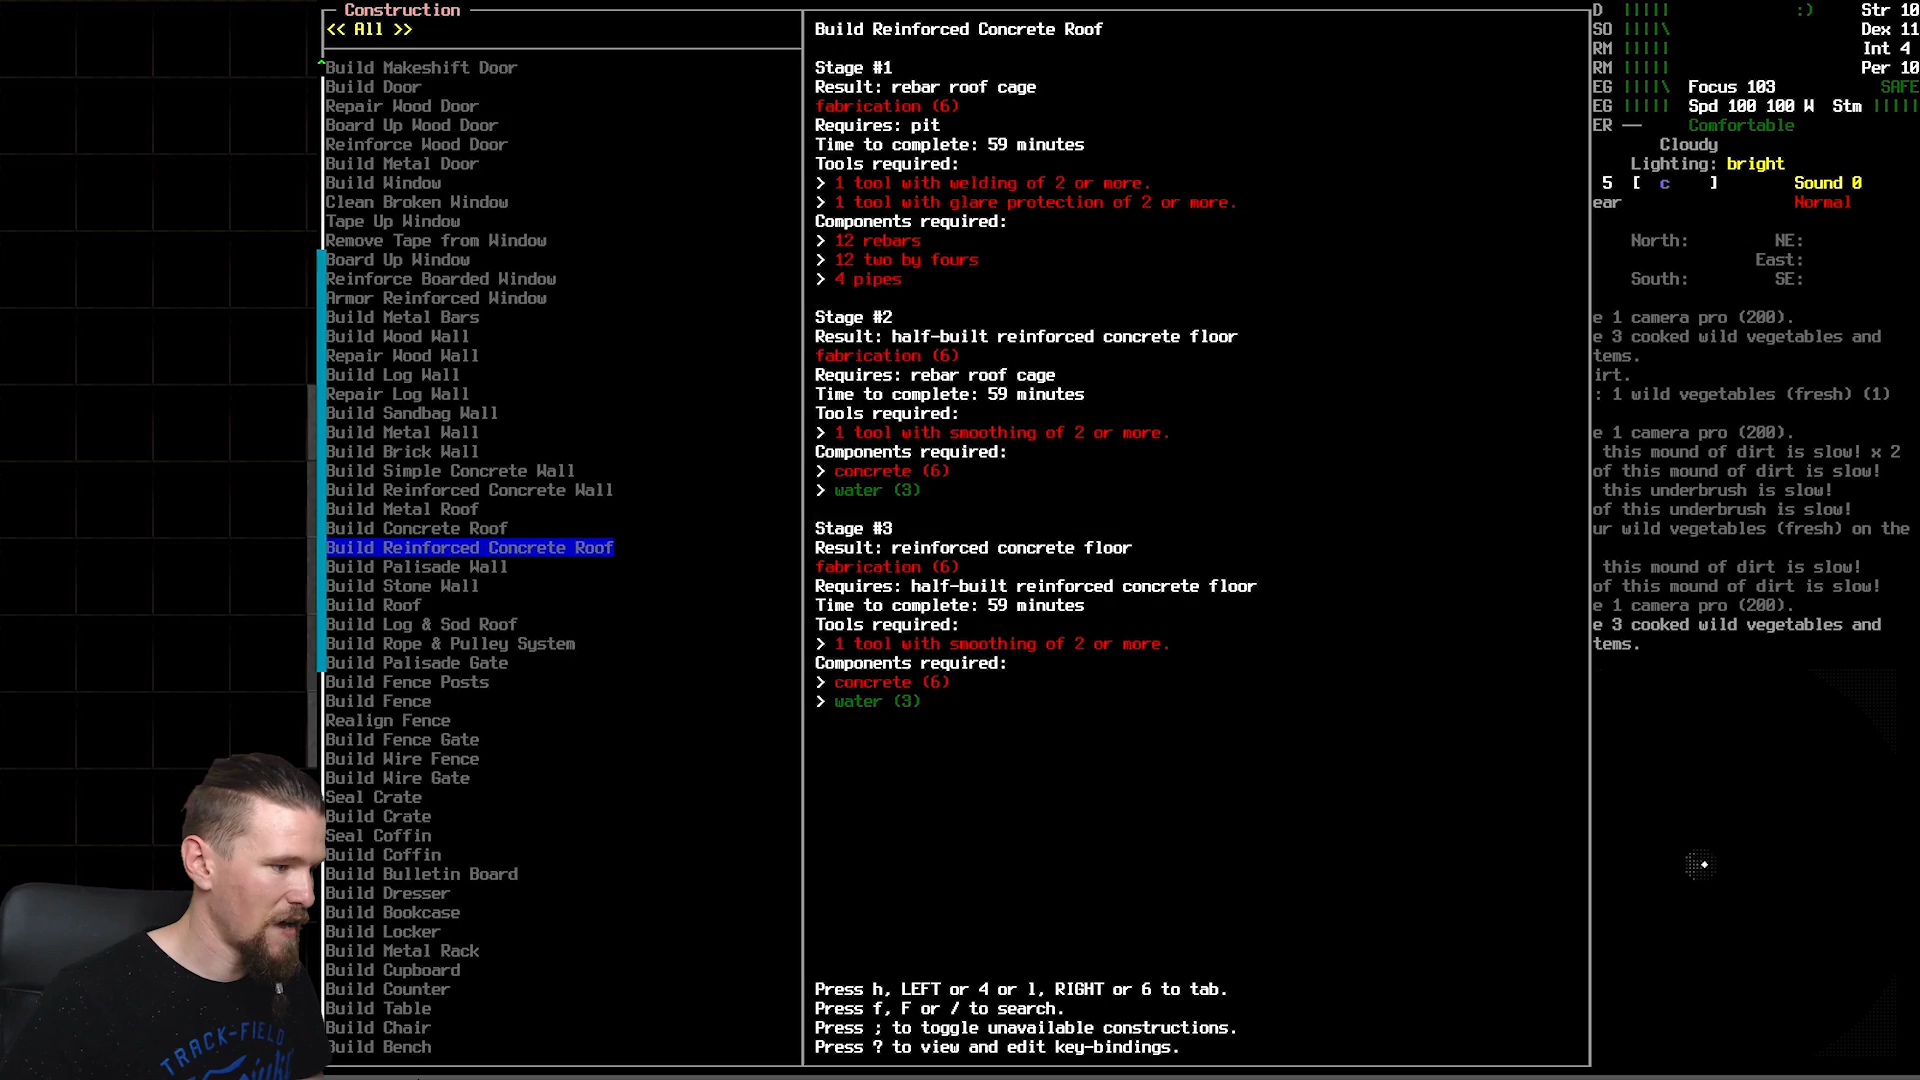 Construction
<< All >>
^
Build Makeshift Door
Build Door
Repair Wood Door
Board Up Wood Door
Reinforce Wood Door
Build Metal Door
Build Window
Clean Broken Window
Tape Up Window
Remove Tape from Window
Board Up Window
Reinforce Boarded Window
Armor Reinforced Window
Build Metal Bars
Build Wood Wall
Repair Wood Wall
Build Log Wall
Repair Log Wall
Build Sandbag Wall
Build Metal Wall
Build Brick Wall
Build Simple Concrete Wall
Build Reinforced Concrete Wall
Build Metal Roof
Build Concrete Roof
Build Reinforced Concrete Roof
Build Palisade Wall
Build Stone Wall
Build Roof
Build Log & Sod Roof
Build Rope & Pulley System
Build Palisade Gate
Build Fence Posts
Build Fence
Realign Fence
Build Fence Gate
Build Wire Fence
Build Wire Gate
Seal Crate
Build Crate
Seal Coffin
Build Coffin
Build Bulletin Board
Build Dresser
Build Bookcase
Build Locker
Build Metal Rack
Build Cupboard
Build Counter
Build Table
Build Chair
Build Bench
Build Reinforced Concrete Roof
Stage #1
Result: rebar roof cage
fabrication (6)
Requires: pit
Time to complete: 59 minutes
Tools required:
> 1 tool with welding of 2 or more.
> 1 tool with glare protection of 2 or more.
Components required:
> 12 rebars
> 12 two by fours
> 4 pipes
Stage #2
Result: half-built reinforced concrete floor
fabrication (6)
Requires: rebar roof cage
Time to complete: 59 minutes
Tools required:
> 1 tool with smoothing of 2 or more.
Components required:
> concrete (6)
> water (3)
Stage #3
Result: reinforced concrete floor
fabrication (6)
Requires: half-built reinforced concrete floor
Time to complete: 59 minutes
Tools required:
> 1 tool with smoothing of 2 or more.
Components required:
> concrete (6)
> water (3)
Press h, LEFT or 4 or l, RIGHT or 6 to tab.
Press f, F or / to search.
Press ; to toggle unavailable constructions.
Press ? to view and edit key-bindings.
D ||||| :) Str 10
SO ||||\ Dex 11
RM ||||| Int 4
RM ||||| Per 10
EG ||||\ Focus 103 SAFE
EG ||||| Spd 100 100 W Stm |||||
ER — Comfortable
Cloudy
Lighting: bright
5 [ c ] Sound 0
ear Normal
North: NE:
East:
South: SE:
e 1 camera pro (200).
e 3 cooked wild vegetables and
tems.
irt.
: 1 wild vegetables (fresh) (1)
e 1 camera pro (200).
this mound of dirt is slow! x 2
of this mound of dirt is slow!
this underbrush is slow!
of this underbrush is slow!
ur wild vegetables (fresh) on the
this mound of dirt is slow!
of this mound of dirt is slow!
e 1 camera pro (200).
e 3 cooked wild vegetables and
tems.
TRACK-FIELD